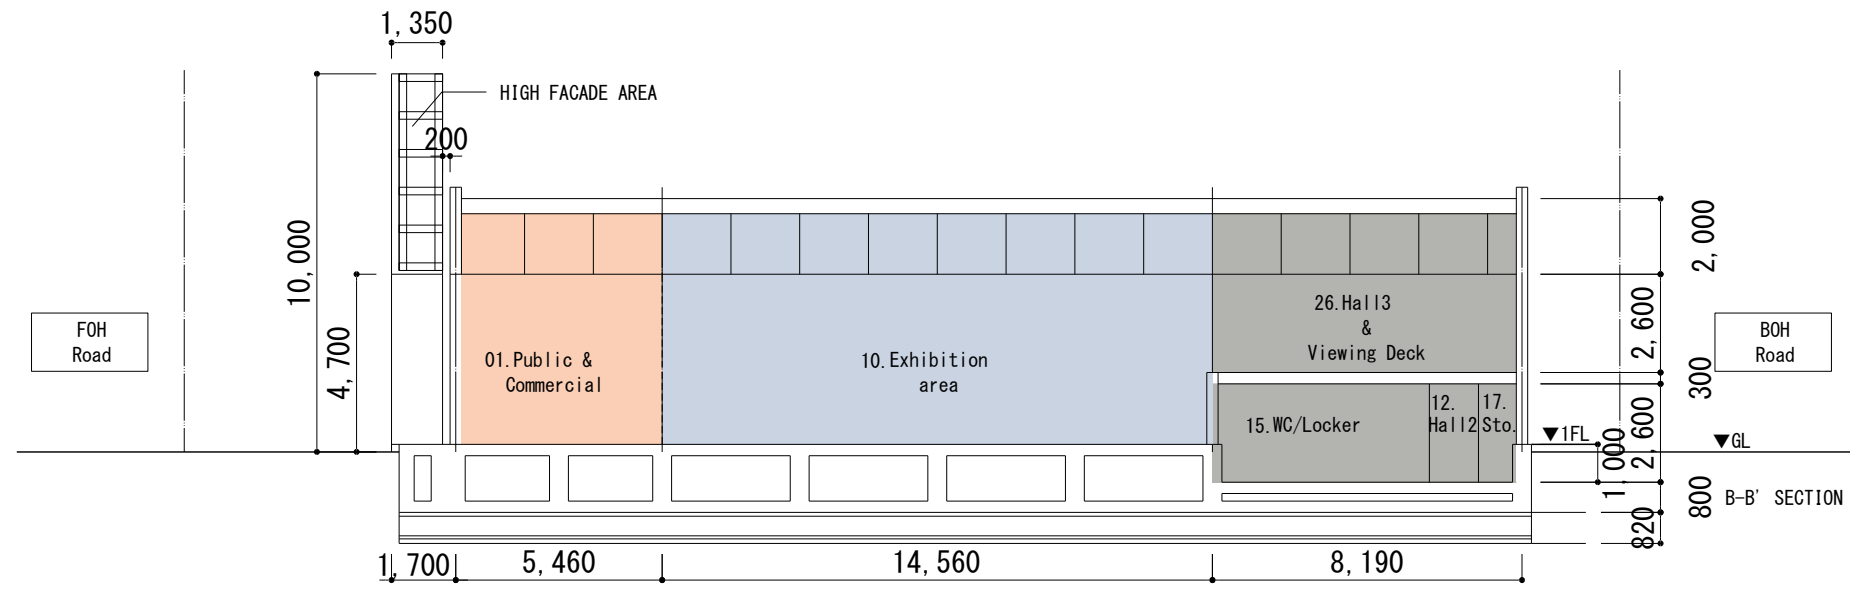 1,350
HIGH FACADE AREA
200
10,000
4,700
2,000
2,600
300
2,600
1,000
800
820
FOH
Road
BOH
Road
01.Public &
Commercial
10.Exhibition
area
26.Hall3
&
Viewing Deck
15.WC/Locker
12.
Hall2
17.
Sto.
▼1FL
▼GL
B-B' SECTION
1,700
5,460
14,560
8,190